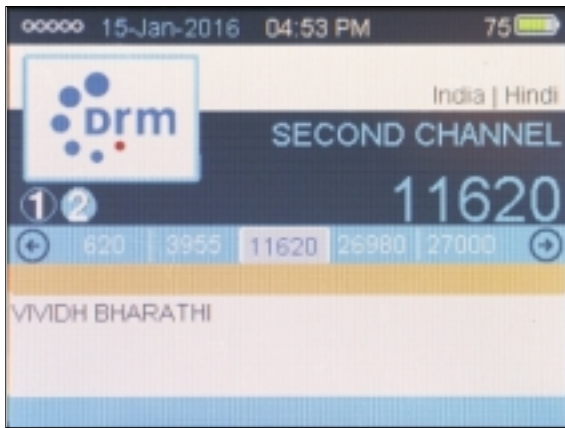 ooooo 15-Jan-2016 04:53 PM 75
Drm
India | Hindi
SECOND CHANNEL
11620
1 2
620 | 3955 | 11620 | 26980 | 27000
VIVIDH BHARATHI